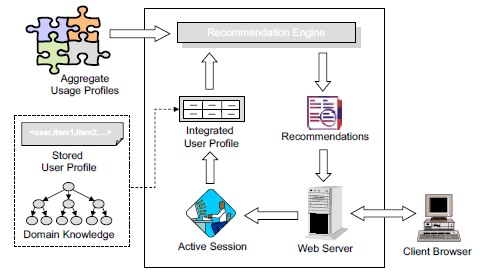 Recommendation Engine
Aggregate
Usage Profiles
<user,item1,item2,...>
Stored
User Profile
Integrated
User Profile
Recommendations
Domain Knowledge
Active Session
Web Server
Client Browser